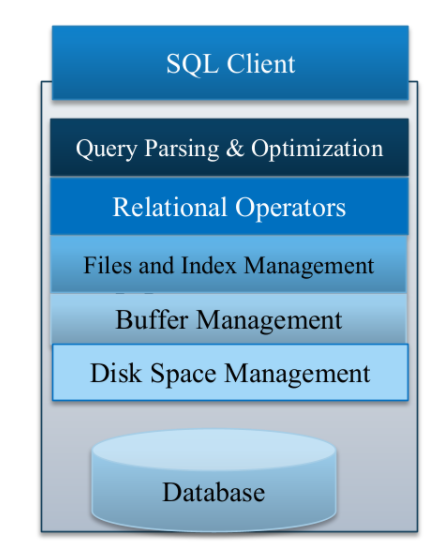 SQL Client
Query Parsing & Optimization
Relational Operators
Files and Index Management
Buffer Management
Disk Space Management
Database